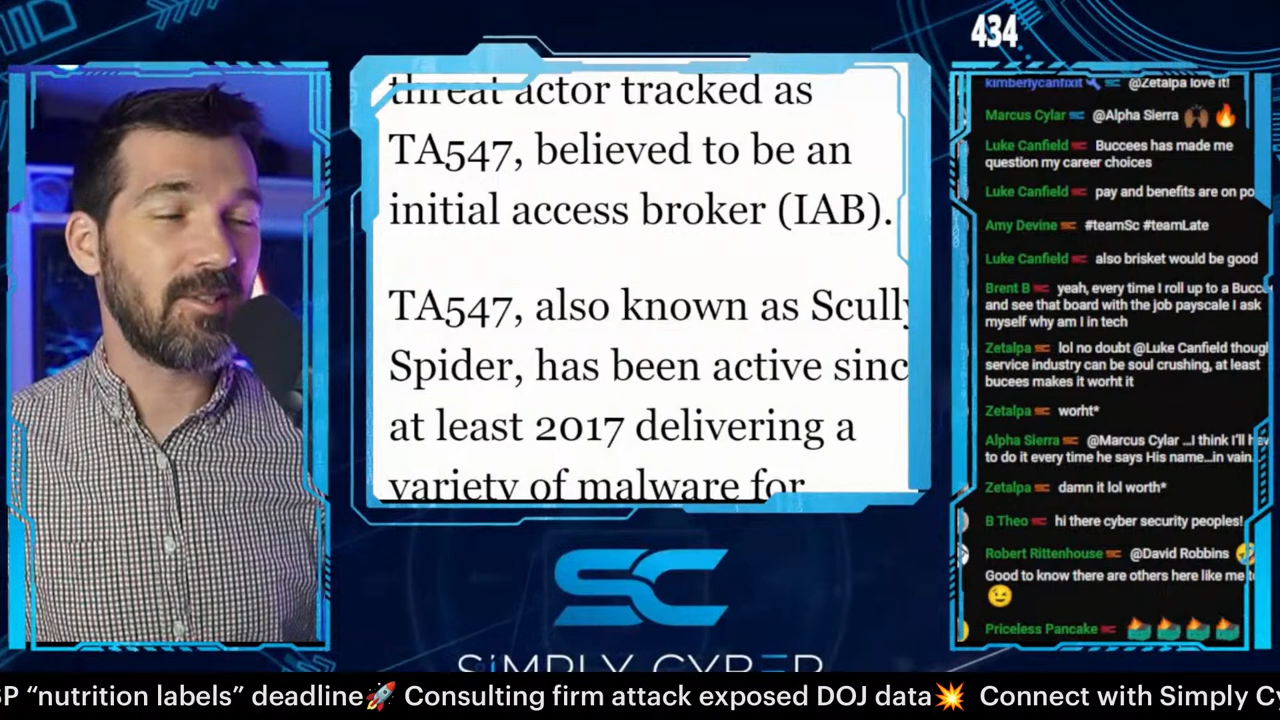 434
threat actor tracked as
TA547, believed to be an
initial access broker (IAB).
TA547, also known as Scully
Spider, has been active sinc
at least 2017 delivering a
variety of malware for
kimberlycanfixit 🔧 @Zetalpa love it!
Marcus Cylar @Alpha Sierra 🙌🏾 🔥
Luke Canfield Buccees has made me
question my career choices
Luke Canfield pay and benefits are on po
Amy Devine #teamSc #teamLate
Luke Canfield also brisket would be good
Brent B yeah, every time I roll up to a Bucce
and see that board with the job payscale I ask
myself why am I in tech
Zetalpa lol no doubt @Luke Canfield though
service industry can be soul crushing, at least
bucees makes it worht it
Zetalpa worht*
Alpha Sierra @Marcus Cylar ...I think I'll
to do it every time he says His name...in vain.
Zetalpa damn it lol worth*
B Theo hi there cyber security peoples!
Robert Rittenhouse @David Robbins
Good to know there are others here like me
😉
Priceless Pancake
SC
SIMPLY CYBER
SP “nutrition labels” deadline🚀 Consulting firm attack exposed DOJ data💥 Connect with Simply Cy